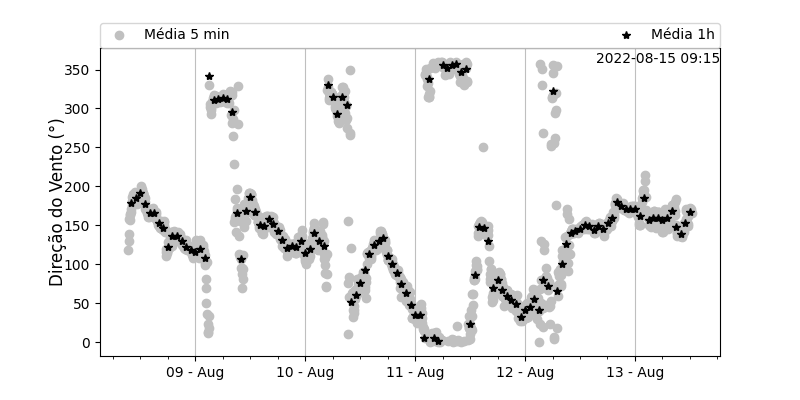 Média 5 min
Média 1h
2022-08-15 09:15
Direção do Vento (°)
350
300
250
200
150
100
50
0
09 - Aug
10 - Aug
11 - Aug
12 - Aug
13 - Aug